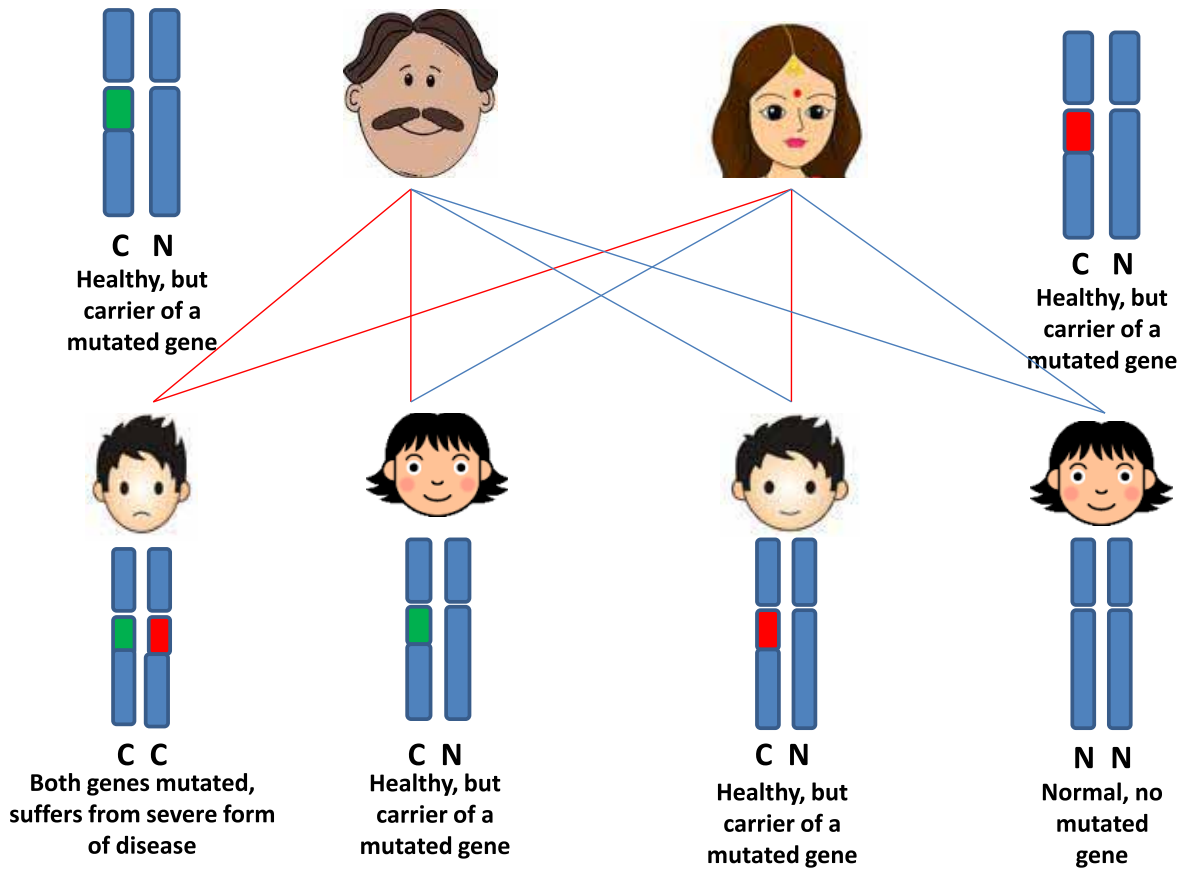 C N
Healthy, but
carrier of a
mutated gene
C N
Healthy, but
carrier of a
mutated gene
C C
Both genes mutated,
suffers from severe form
of disease
C N
Healthy, but
carrier of a
mutated gene
C N
Healthy, but
carrier of a
mutated gene
N N
Normal, no
mutated
gene